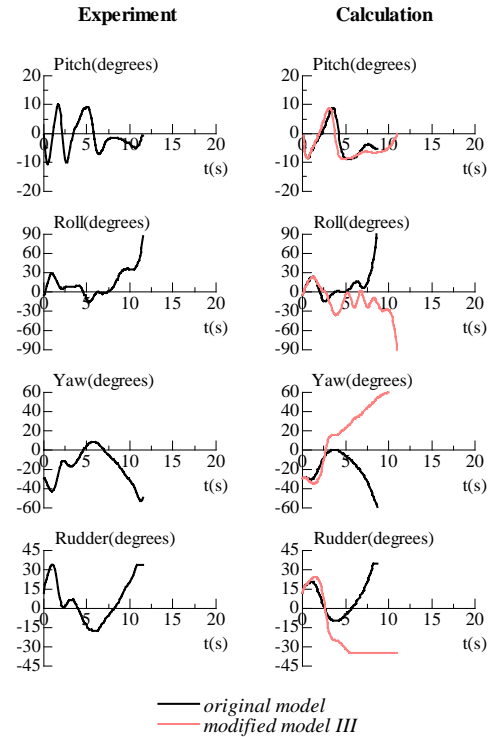 Experiment Calculation
Pitch(degrees) Pitch(degrees)
20 20
10 10
0 0
0 5 10 15 20 0 5 10 15 20
-10 -10
t(s) t(s)
-20 -20
Roll(degrees) Roll(degrees)
90 90
60 60
30 30
0 0
0 5 10 15 20 0 5 10 15 20
-30 -30
t(s) t(s)
-60 -60
-90 -90
Yaw(degrees) Yaw(degrees)
60 60
40 40
20 20
0 0
0 5 10 15 20 0 5 10 15 20
-20 -20
-40 -40
t(s) t(s)
-60 -60
Rudder(degrees) Rudder(degrees)
45 45
30 30
15 15
0 0
0 5 10 15 20 0 5 10 15 20
-15 -15
-30 -30
t(s) t(s)
-45 -45
original model
modified model III